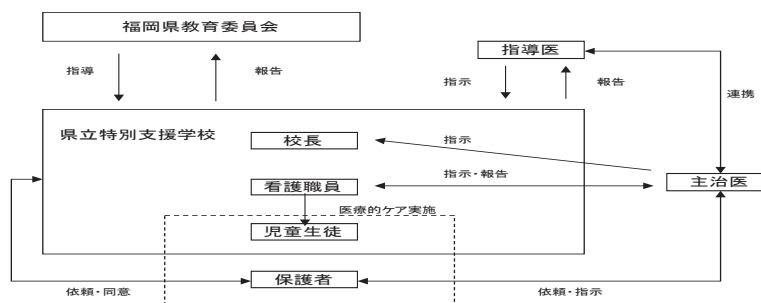 福岡県教育委員会
指導医
指導
報告
指示
報告
連携
県立特別支援学校
校長
指示
看護職員
指示・報告
主治医
医療的ケア実施
児童生徒
保護者
依頼・同意
依頼・指示